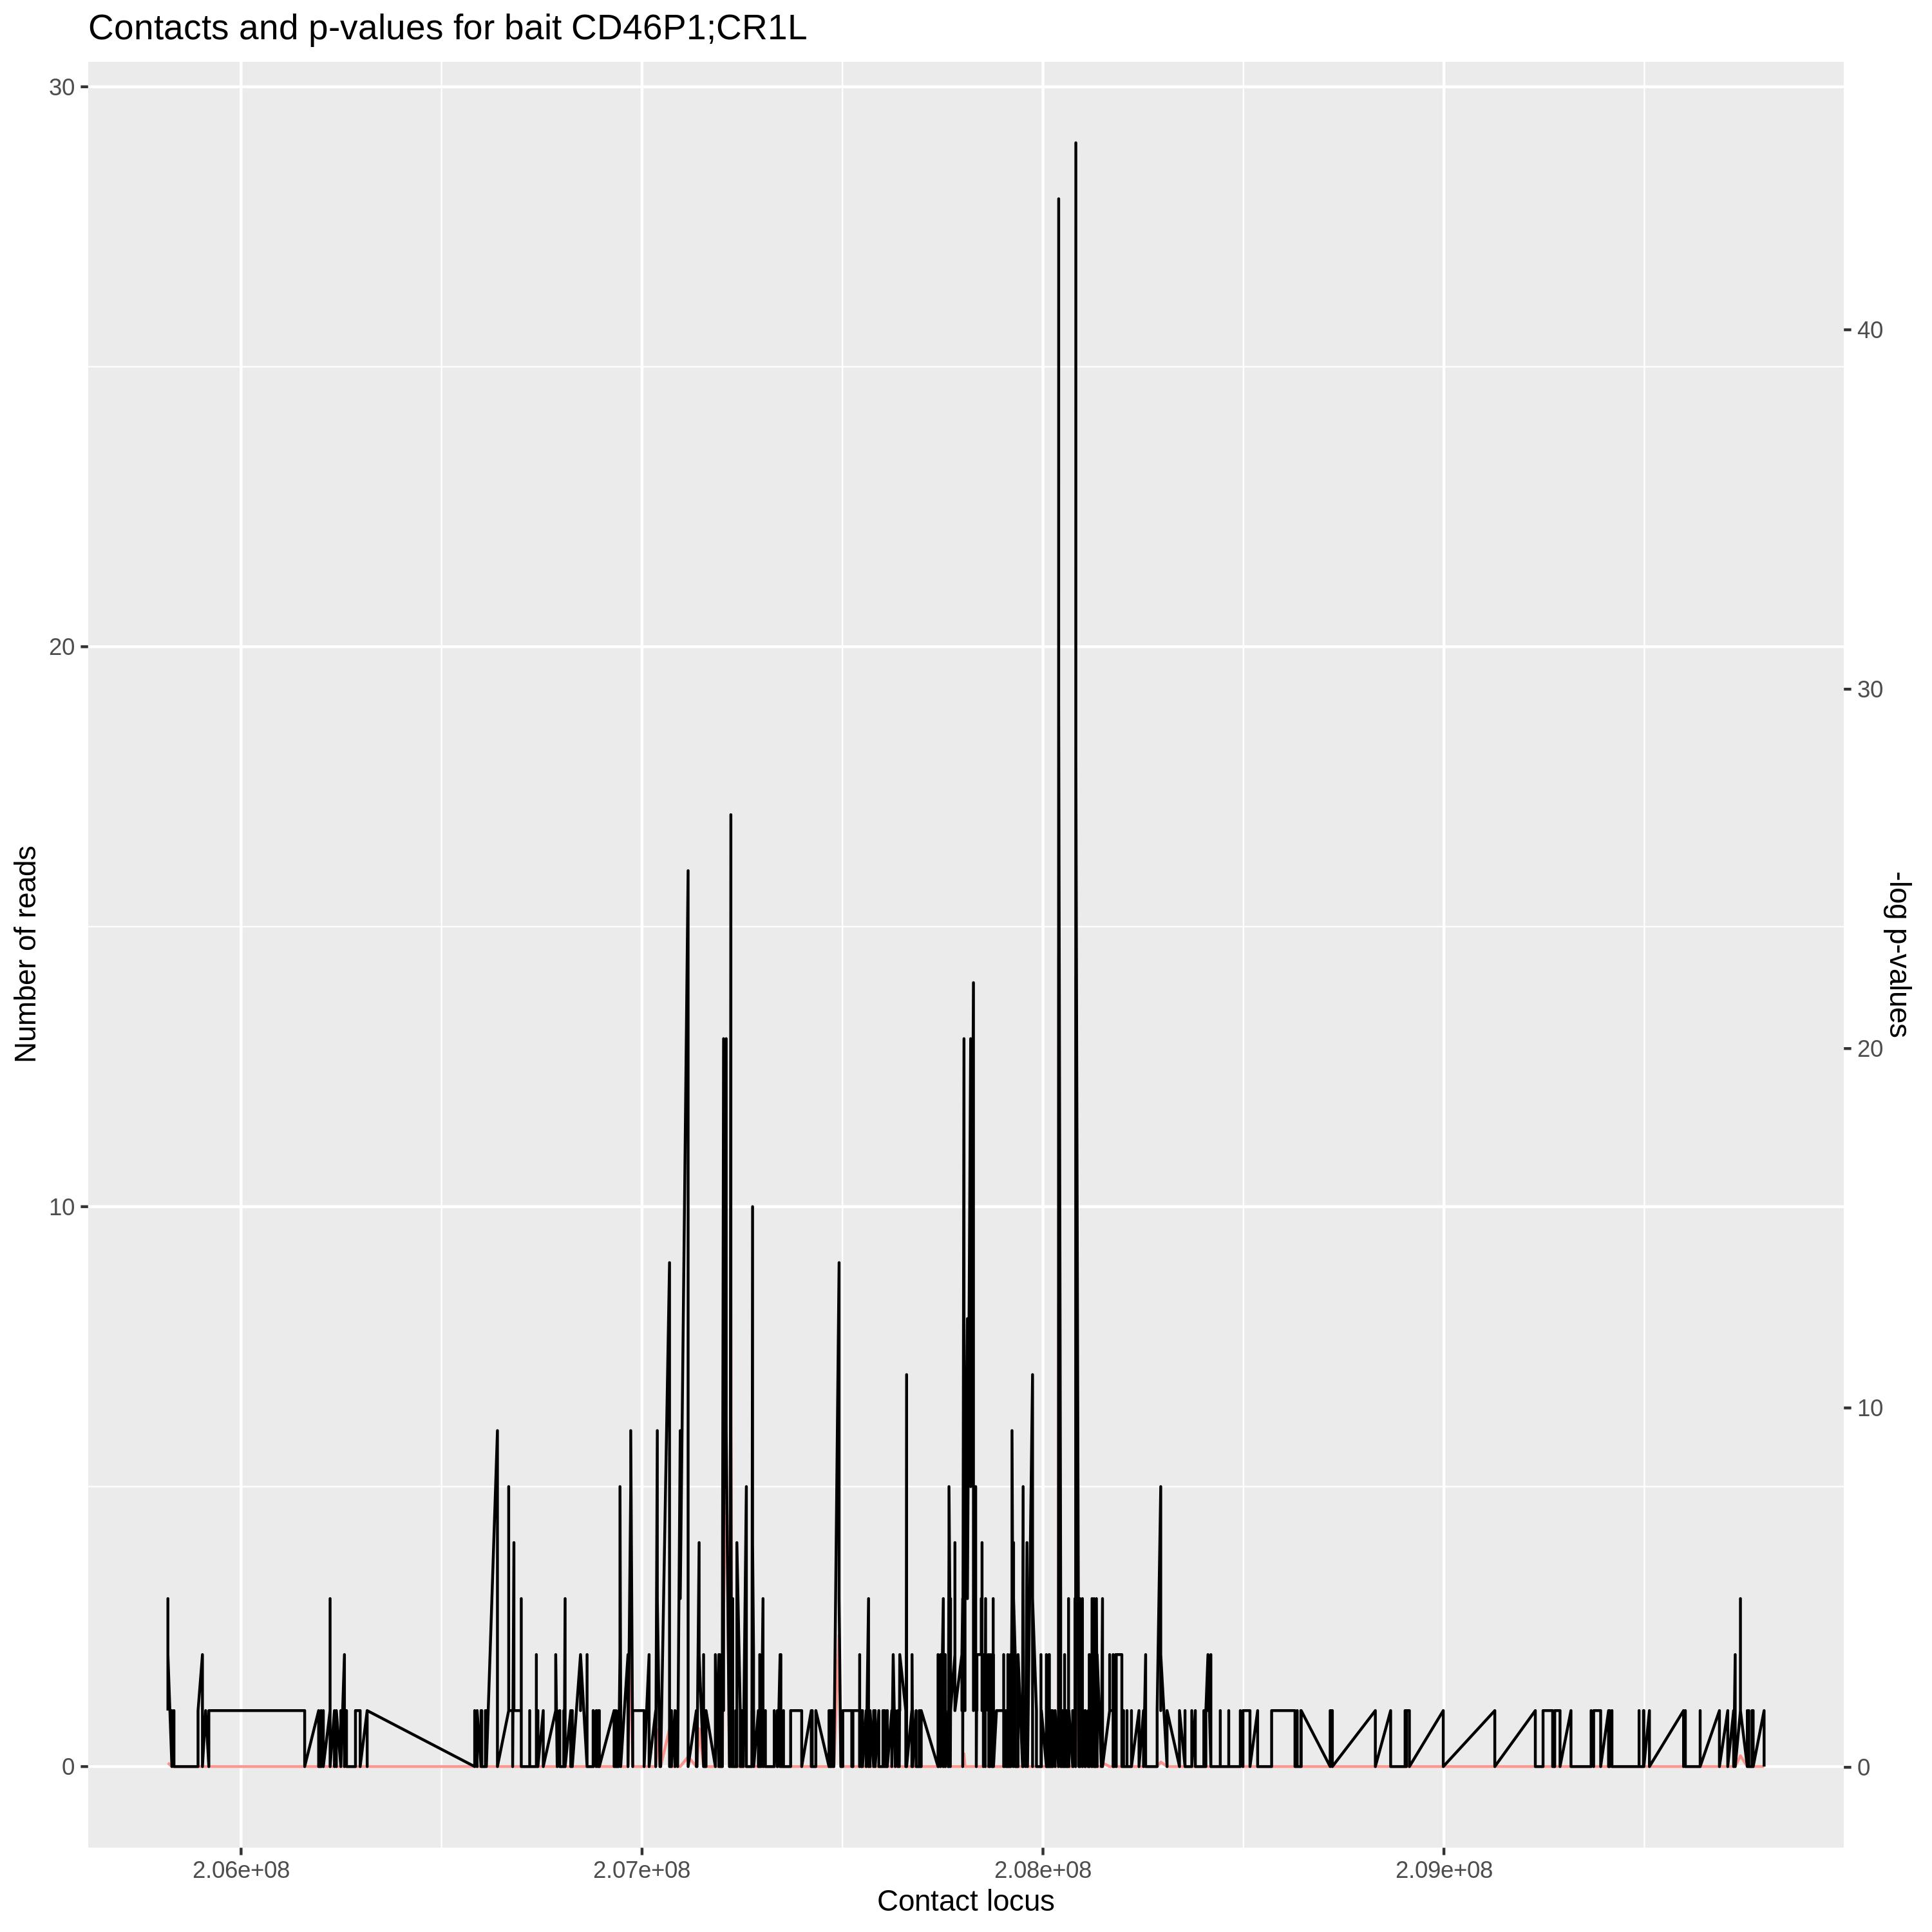 Contacts and p-values for bait CD46P1;CR1L
30
20
10
0
Number of reads
40
30
20
10
0
-log p-values
2.06e+08
2.07e+08
2.08e+08
2.09e+08
Contact locus